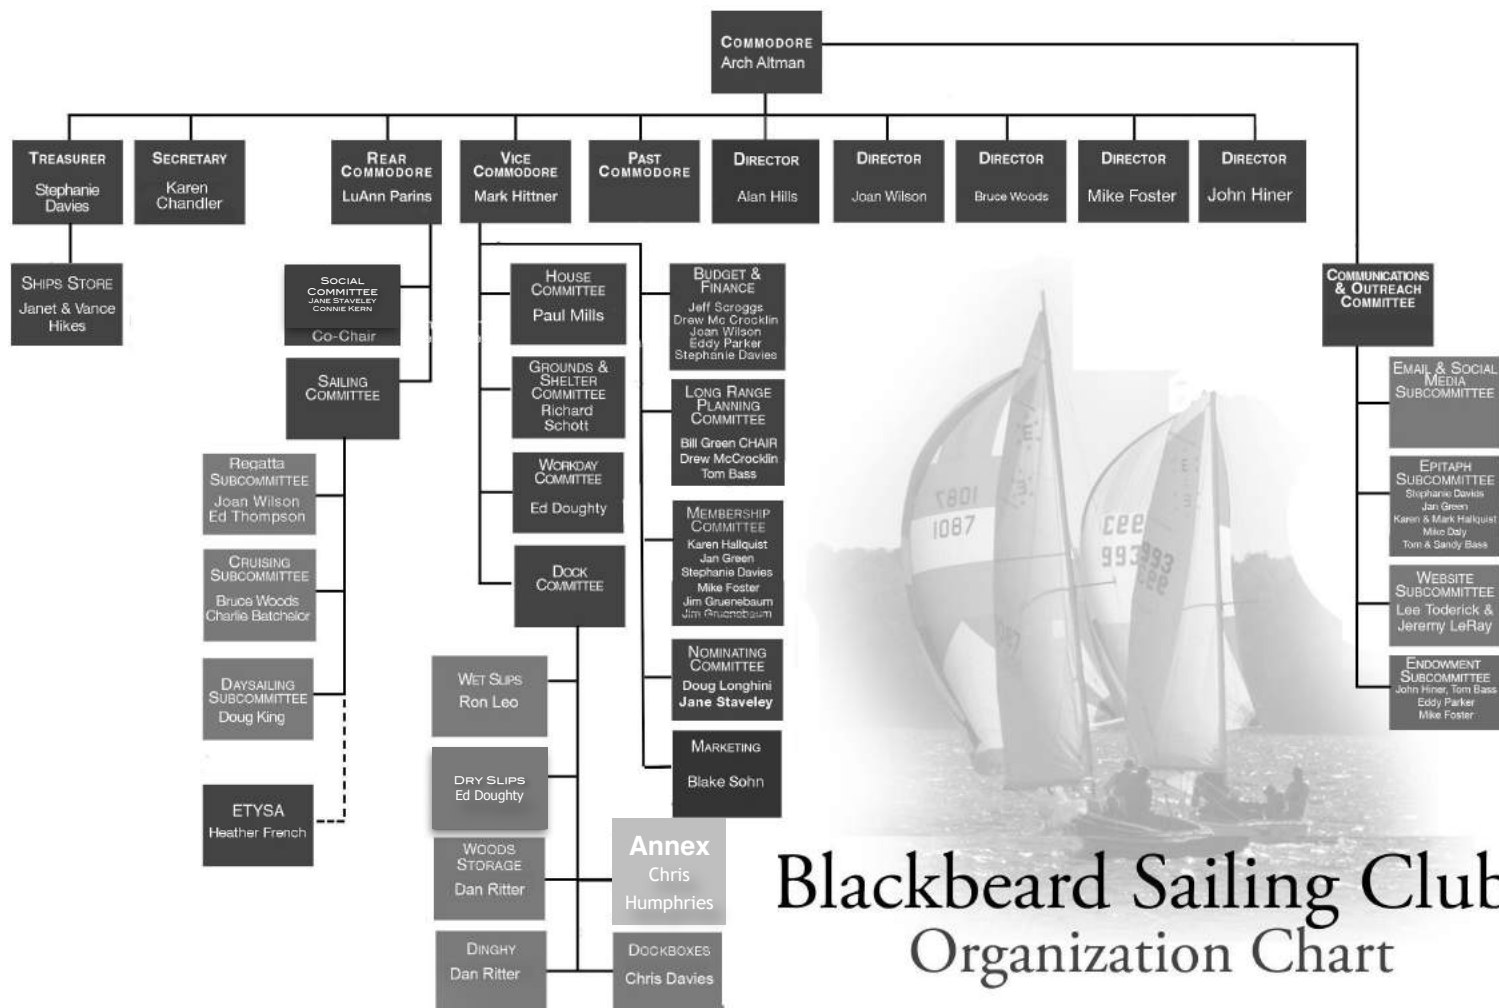 COMMODORE
Arch Altman
TREASURER
Stephanie
Davies
SECRETARY
Karen
Chandler
REAR
COMMODORE
LuAnn Parins
VICE
COMMODORE
Mark Hittner
PAST
COMMODORE
DIRECTOR
Alan Hills
DIRECTOR
Joan Wilson
DIRECTOR
Bruce Woods
DIRECTOR
Mike Foster
DIRECTOR
John Hiner
SHIPS STORE
Janet & Vance
Hikes
SOCIAL
COMMITTEE
JANE STAVELEY
CONNIE KERN
Co-Chair
SAILING
COMMITTEE
Regatta
SUBCOMMITTEE
Joan Wilson
Ed Thompson
CRUISING
SUBCOMMITTEE
Bruce Woods
Charlie Batchelor
DAYSAILING
SUBCOMMITTEE
Doug King
ETYSA
Heather French
HOUSE
COMMITTEE
Paul Mills
GROUNDS &
SHELTER
COMMITTEE
Richard
Schott
WORKDAY
COMMITTEE
Ed Doughty
DOCK
COMMITTEE
WET SLIPS
Ron Leo
DRY SLIPS
Ed Doughty
WOODS
STORAGE
Dan Ritter
DINGHY
Dan Ritter
Annex
Chris
Humphries
DOCKBOXES
Chris Davies
BUDGET &
FINANCE
Jeff Scroggs
Drew Mc Crocklin
Joan Wilson
Eddy Parker
Stephanie Davies
LONG RANGE
PLANNING
COMMITTEE
Bill Green CHAIR
Drew McCrocklin
Tom Bass
MEMBERSHIP
COMMITTEE
Karen Hallquist
Jan Green
Stephanie Davies
Mike Foster
Jim Gruenebaum
Jim Gruenebaum
NOMINATING
COMMITTEE
Doug Longhini
Jane Staveley
MARKETING
Blake Sohn
COMMUNICATIONS
& OUTREACH
COMMITTEE
EMAIL & SOCIAL
MEDIA
SUBCOMMITTEE
EPITAPH
SUBCOMMITTEE
Stephanie Davids
Jan Green
Karen & Mark Hallquist
Mike Daly
Tom & Sandy Bass
WEBSITE
SUBCOMMITTEE
Lee Toderick &
Jeremy LeRay
ENDOWMENT
SUBCOMMITTEE
John Hiner, Tom Bass
Eddy Parker
Mike Foster
1087
1087
993
993
Blackbeard Sailing Club
Organization Chart